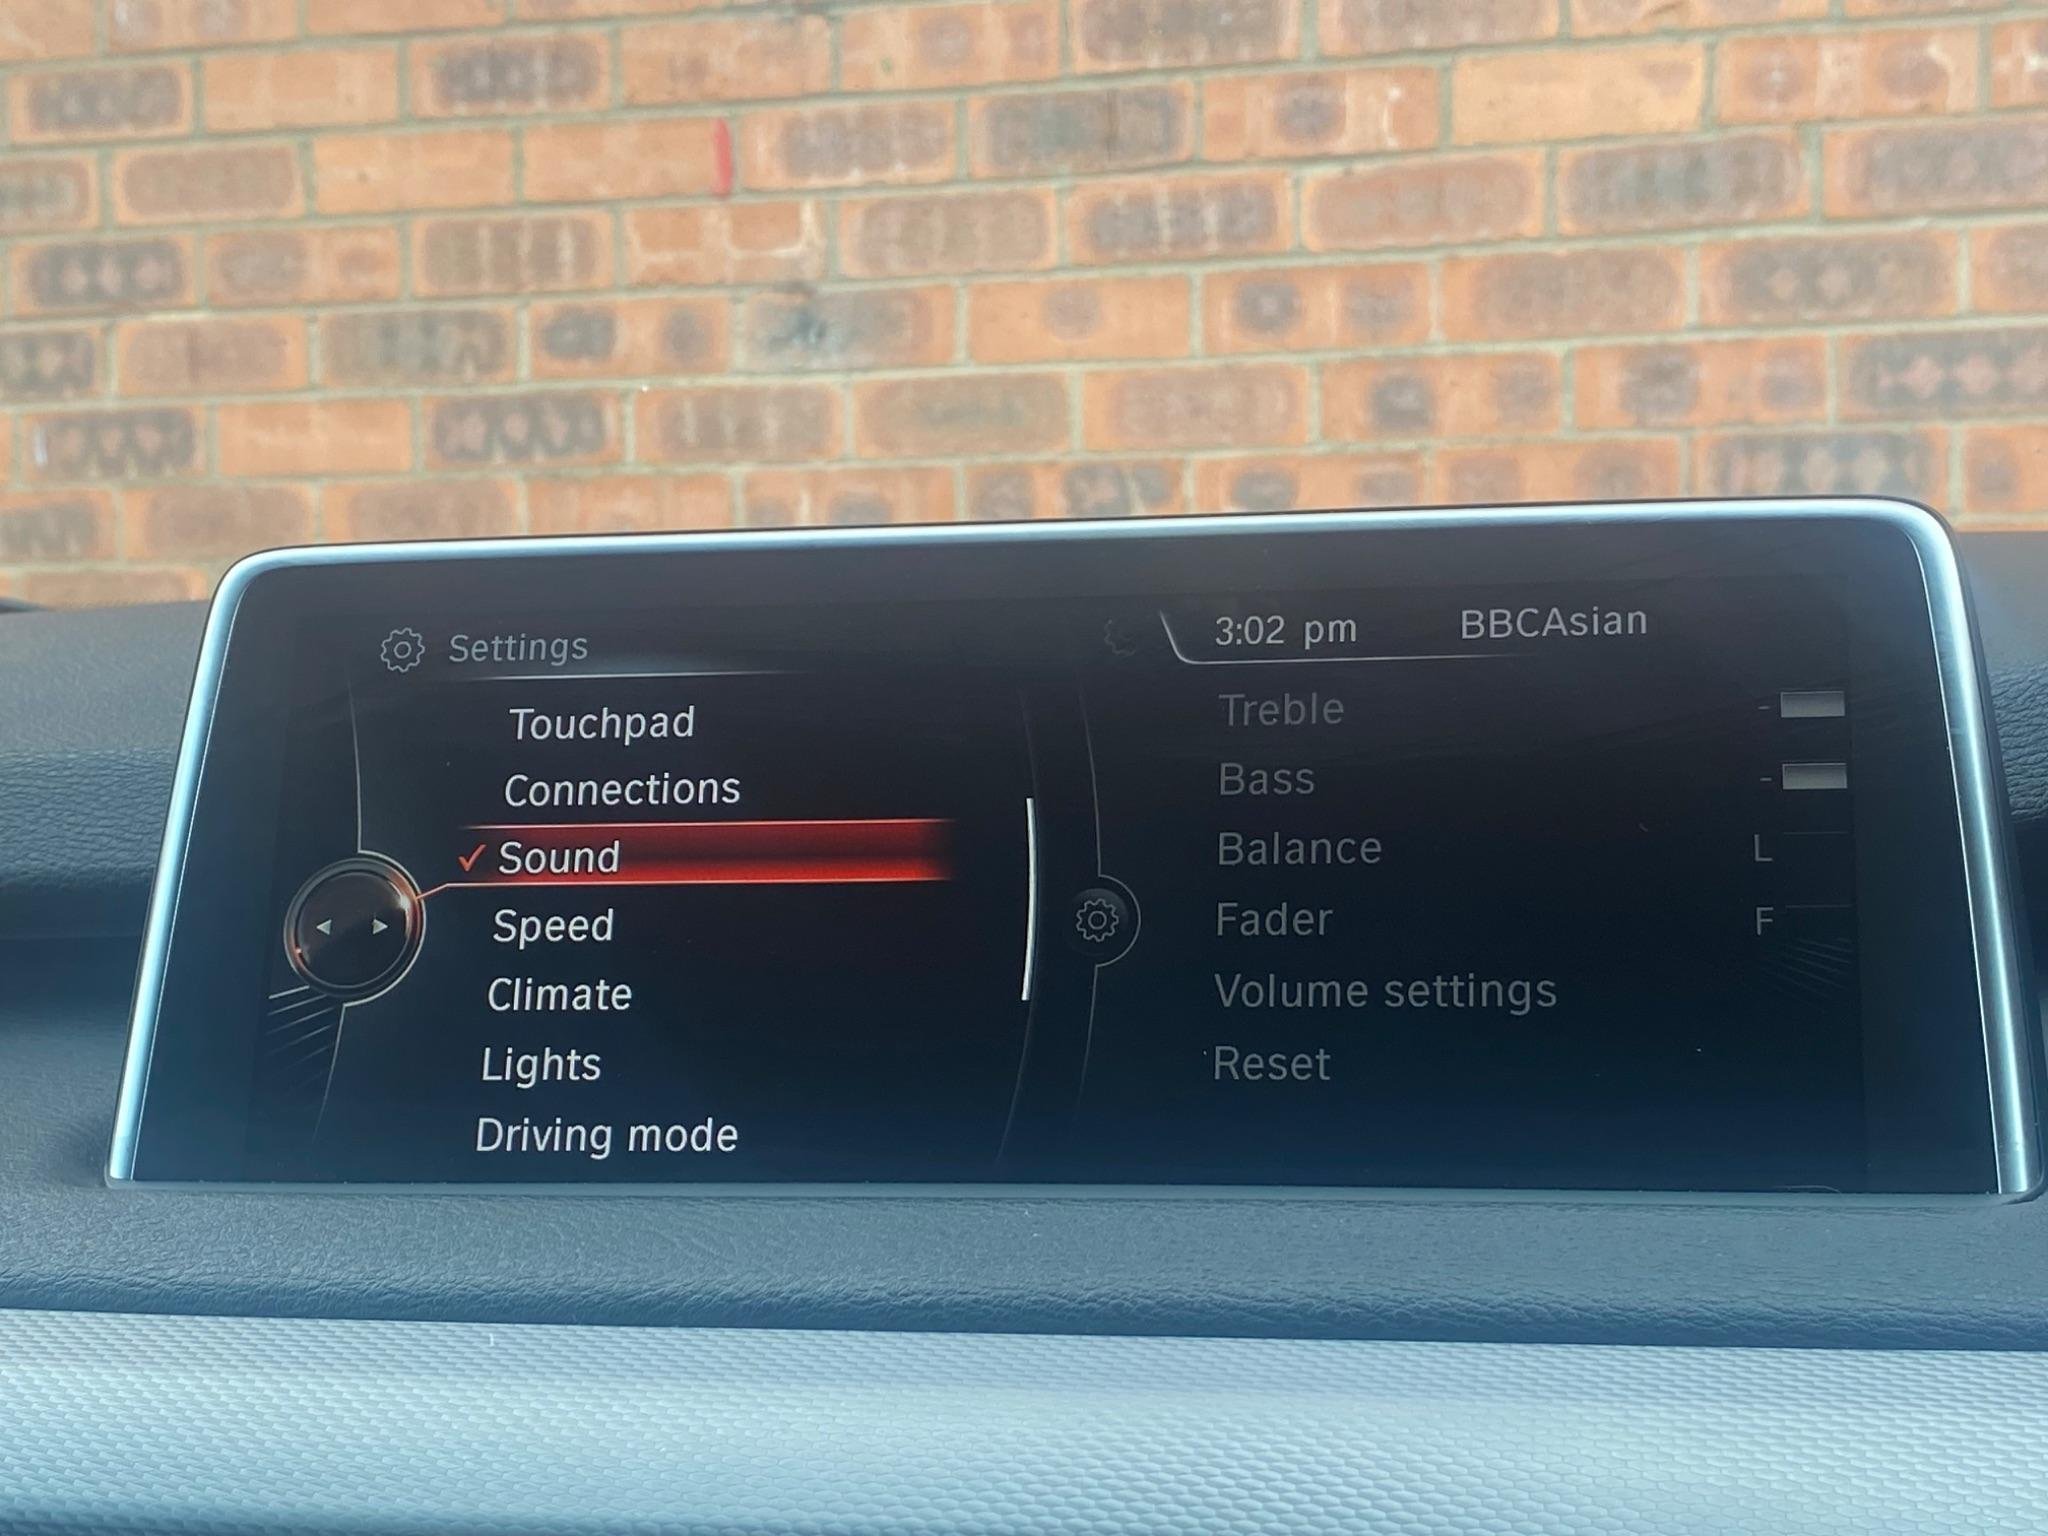 Settings
3:02 pm BBCAsian
Touchpad
Connections
Sound
Speed
Climate
Lights
Driving mode
Treble -
Bass -
Balance L
Fader F
Volume settings
Reset